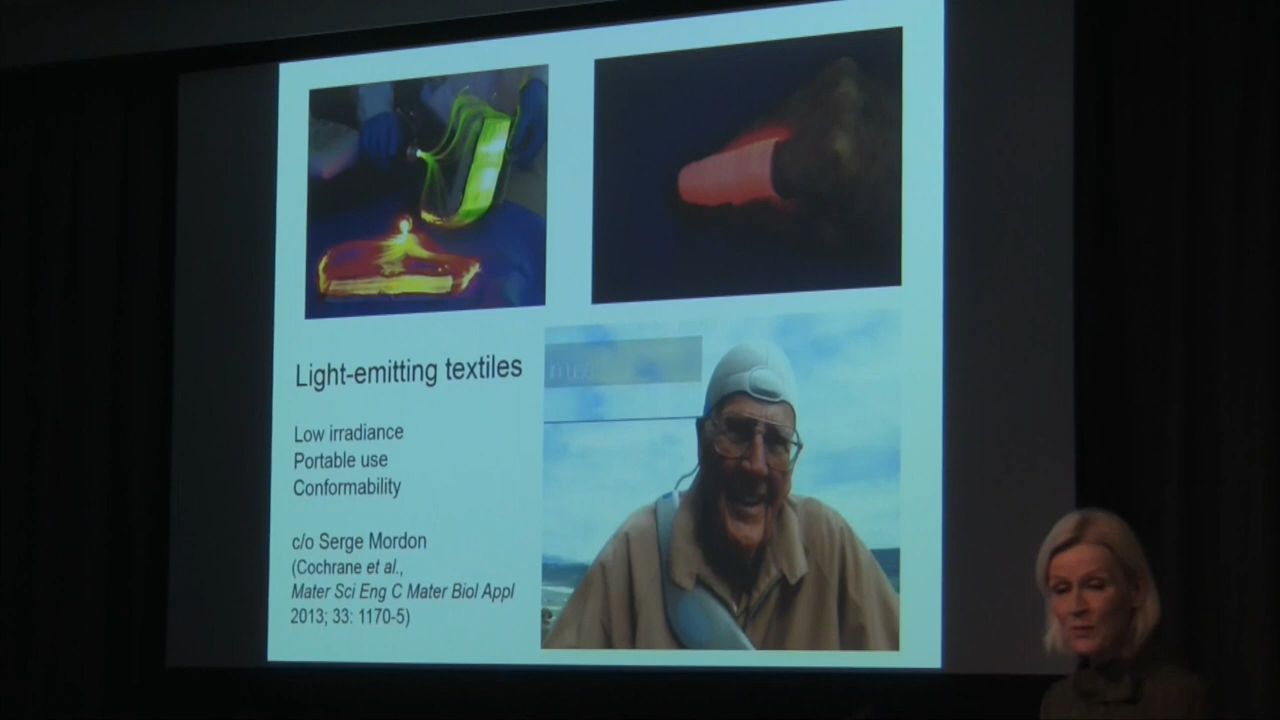 Light-emitting textiles
Low irradiance
Portable use
Conformability
c/o Serge Mordon
(Cochrane et al.,
Mater Sci Eng C Mater Biol Appl
2013; 33: 1170-5)